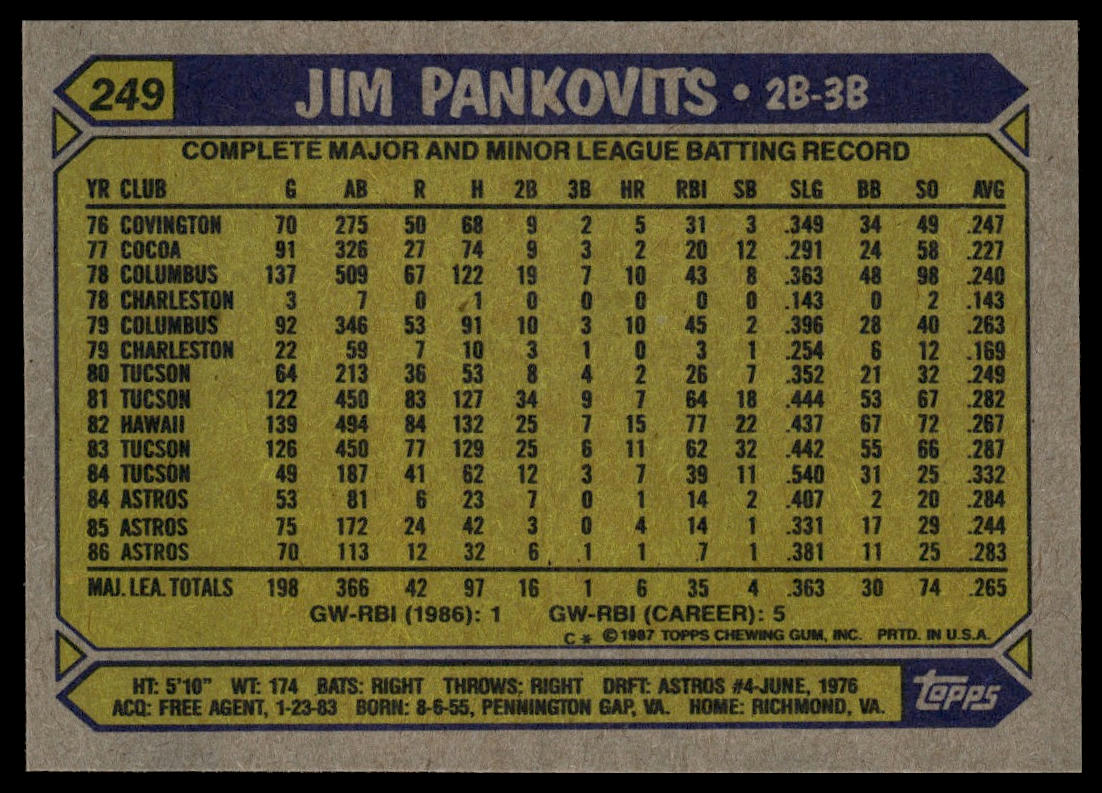 249 JIM PANKOVITS • 2B-3B
COMPLETE MAJOR AND MINOR LEAGUE BATTING RECORD
YR CLUB G AB R H 2B 3B HR RBI SB SLG BB SO AVG
76 COVINGTON 70 275 50 68 9 2 5 31 3 .349 34 49 .247
77 COCOA 91 326 27 74 9 3 2 20 12 .291 24 58 .227
78 COLUMBUS 137 509 67 122 19 7 10 43 8 .363 48 98 .240
78 CHARLESTON 3 7 0 1 0 0 0 0 0 .143 0 2 .143
79 COLUMBUS 92 346 53 91 10 3 10 45 2 .396 28 40 .263
79 CHARLESTON 22 59 7 10 3 1 0 3 1 .254 6 12 .169
80 TUCSON 64 213 36 53 8 4 2 26 7 .352 21 32 .249
81 TUCSON 122 450 83 127 34 9 7 64 18 .444 53 67 .282
82 HAWAII 139 494 84 132 25 7 15 77 22 .437 67 72 .267
83 TUCSON 126 450 77 129 25 6 11 62 32 .442 55 66 .287
84 TUCSON 49 187 41 62 12 3 7 39 11 .540 31 25 .332
84 ASTROS 53 81 6 23 7 0 1 14 2 .407 2 20 .284
85 ASTROS 75 172 24 42 3 0 4 14 1 .331 17 29 .244
86 ASTROS 70 113 12 32 6 1 1 7 1 .381 11 25 .283
MAJ. LEA. TOTALS 198 366 42 97 16 1 6 35 4 .363 30 74 .265
GW-RBI (1986): 1 GW-RBI (CAREER): 5
C * ©1987 TOPPS CHEWING GUM, INC. PRTD. IN U.S.A.
HT: 5'10" WT: 174 BATS: RIGHT THROWS: RIGHT DRFT: ASTROS #4-JUNE, 1976
ACQ: FREE AGENT, 1-23-83 BORN: 8-6-55, PENNINGTON GAP, VA. HOME: RICHMOND, VA.
topps